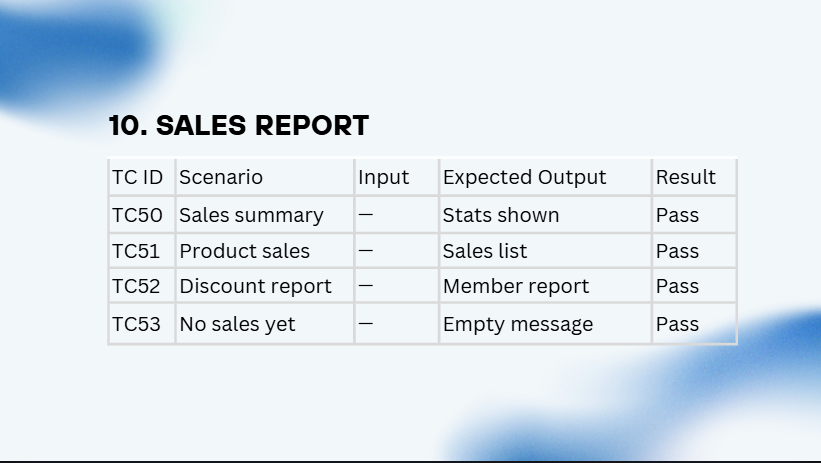 10. SALES REPORT
TC ID Scenario Input Expected Output Result
TC50 Sales summary — Stats shown Pass
TC51 Product sales — Sales list Pass
TC52 Discount report — Member report Pass
TC53 No sales yet — Empty message Pass